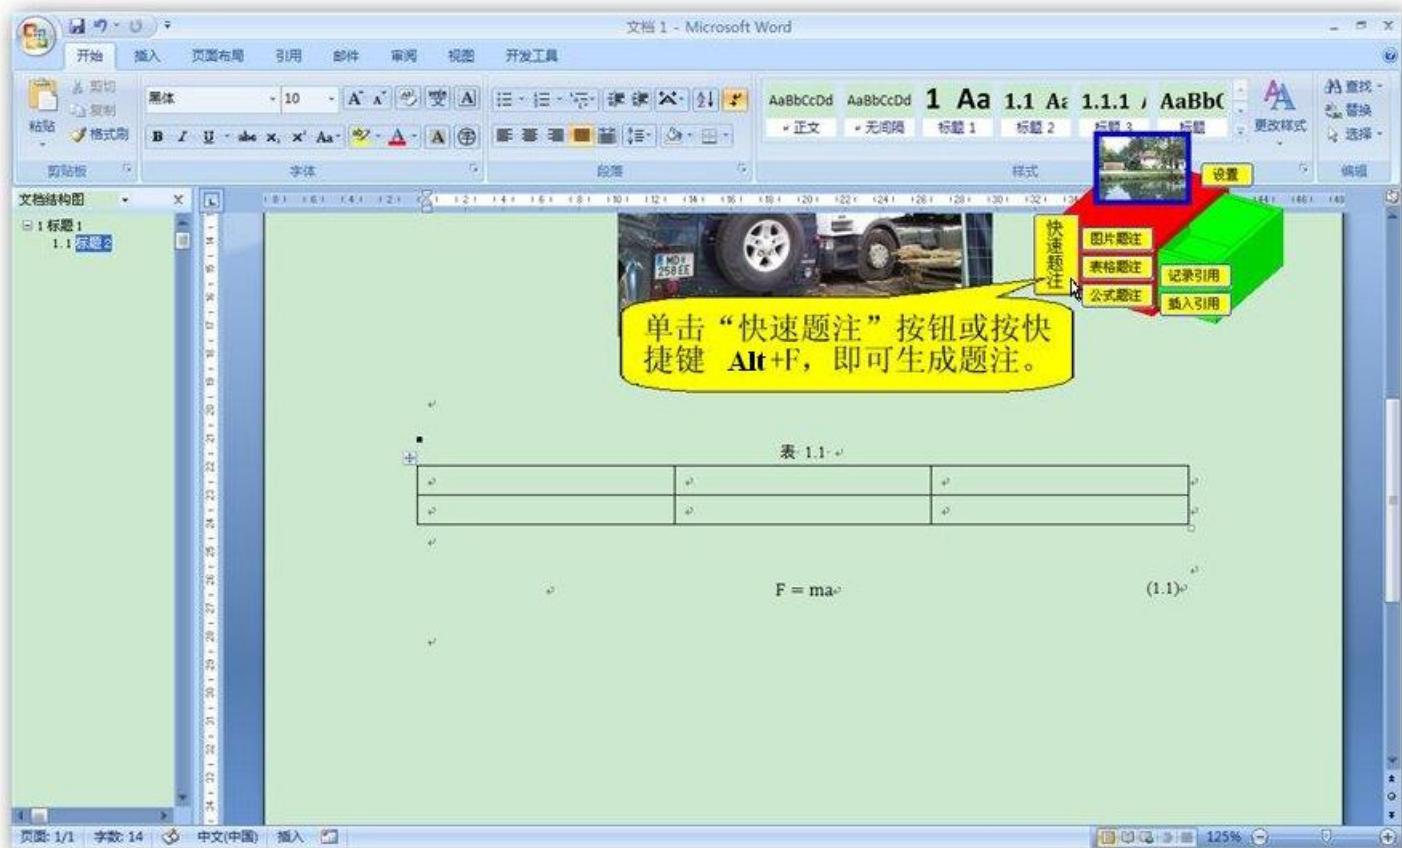 文档 1 - Microsoft Word
开始 插入 页面布局 引用 邮件 审阅 视图 开发工具
粘贴
剪切
复制
格式刷
剪贴板
黑体 10
字体
段落
AaBbCcDd AaBbCcDd 1 Aa 1.1 Aa 1.1.1 AaBb(
正文 无间隔 标题 1 标题 2 标题 3 标题
更改样式
样式
查找
替换
选择
编辑
设置
文档结构图
1 标题 1
1.1 标题 2
快速题注
图片题注
表格题注
公式题注
记录引用
插入引用
MD
258 EE
单击“快速题注”按钮或按快
捷键 Alt+F，即可生成题注。
表 1.1
F = ma
(1.1)
页面: 1/1 字数: 14 中文(中国) 插入 125%